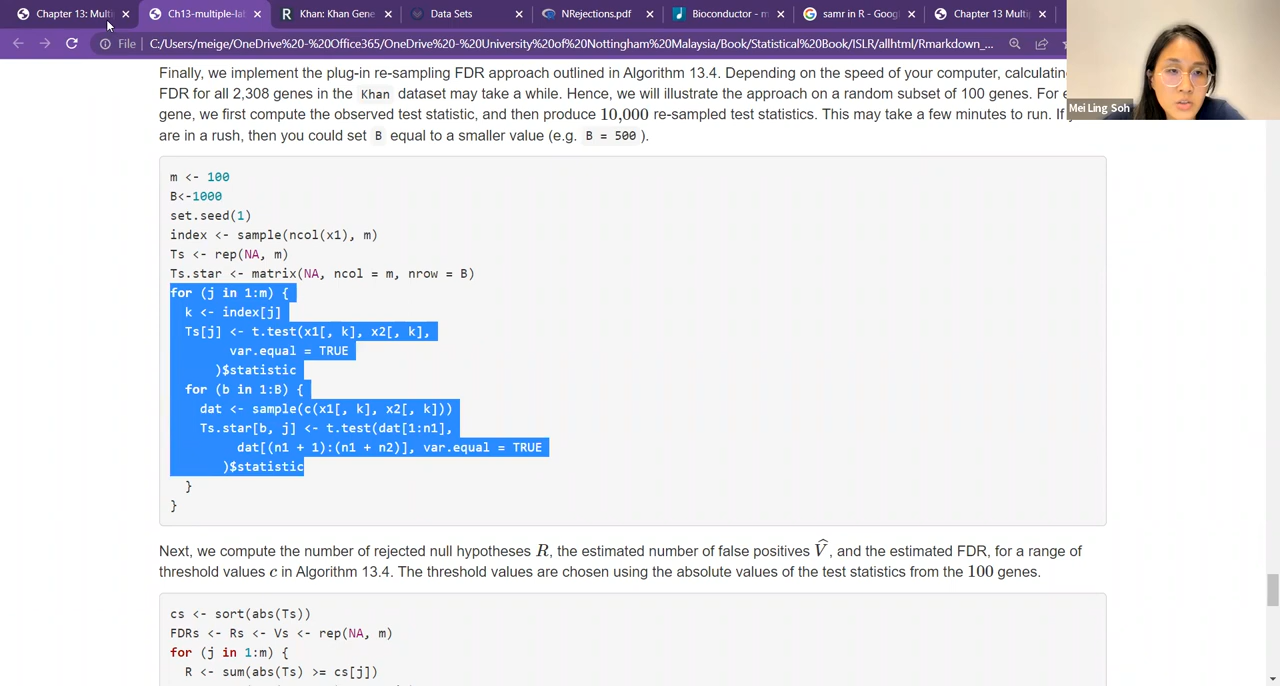 Chapter 13: Multi
Ch13-multiple-la
Khan: Khan Gene
Data Sets
NRejections.pdf
Bioconductor - m
samr in R - Goog
Chapter 13 Multi
File
C:/Users/meige/OneDrive%20-%20Office365/OneDrive%20-%20University%20of%20Nottingham%20Malaysia/Book/Statistical%20Book/ISLR/allhtml/Rmarkdown_...
Mei Ling Soh
Finally, we implement the plug-in re-sampling FDR approach outlined in Algorithm 13.4. Depending on the speed of your computer, calculatin
FDR for all 2,308 genes in the Khan dataset may take a while. Hence, we will illustrate the approach on a random subset of 100 genes. For e
gene, we first compute the observed test statistic, and then produce 10,000 re-sampled test statistics. This may take a few minutes to run. If
are in a rush, then you could set B equal to a smaller value (e.g. B = 500 ).
m <- 100
B<-1000
set.seed(1)
index <- sample(ncol(x1), m)
Ts <- rep(NA, m)
Ts.star <- matrix(NA, ncol = m, nrow = B)
for (j in 1:m) {
k <- index[j]
Ts[j] <- t.test(x1[, k], x2[, k],
var.equal = TRUE
)$statistic
for (b in 1:B) {
dat <- sample(c(x1[, k], x2[, k]))
Ts.star[b, j] <- t.test(dat[1:n1],
dat[(n1 + 1):(n1 + n2)], var.equal = TRUE
)$statistic
}
}
Next, we compute the number of rejected null hypotheses R, the estimated number of false positives V̂, and the estimated FDR, for a range of
threshold values c in Algorithm 13.4. The threshold values are chosen using the absolute values of the test statistics from the 100 genes.
cs <- sort(abs(Ts))
FDRs <- Rs <- Vs <- rep(NA, m)
for (j in 1:m) {
R <- sum(abs(Ts) >= cs[j])